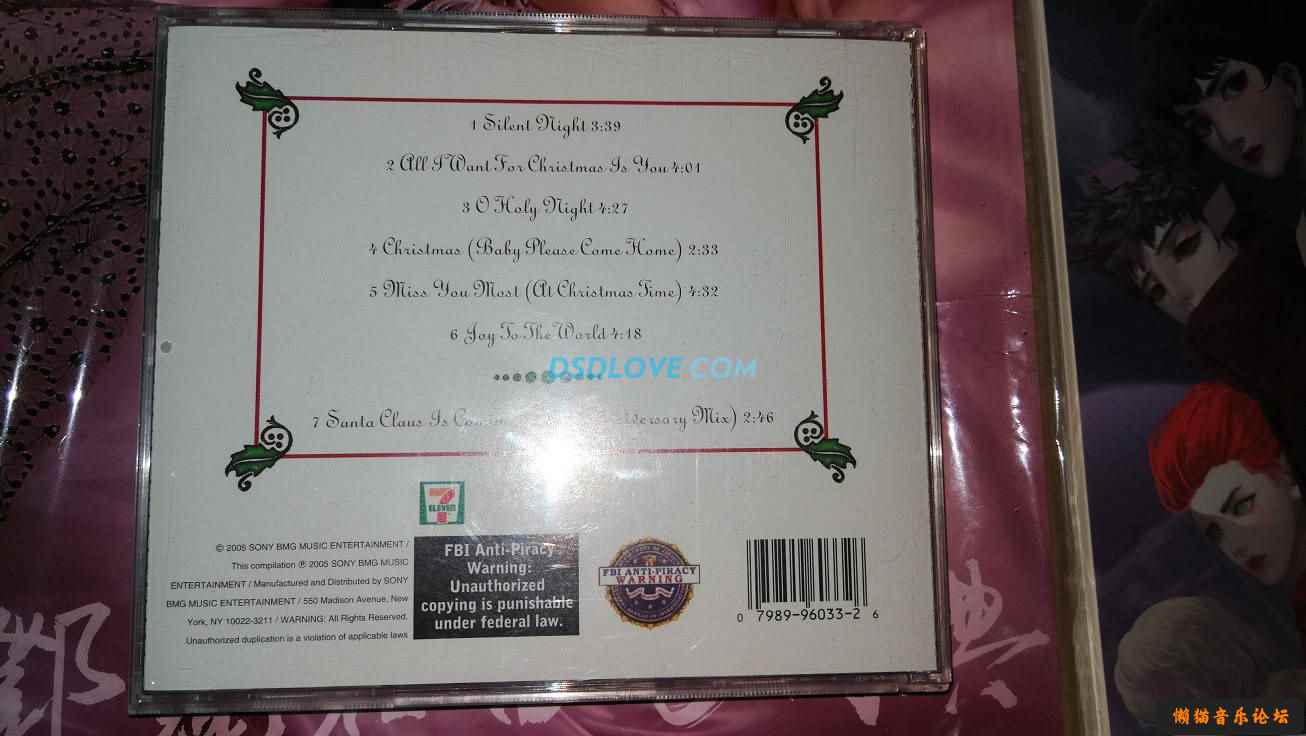 1 Silent Night 3:39
2 All I Want For Christmas Is You 4:01
3 O Holy Night 4:27
4 Christmas (Baby Please Come Home) 2:33
5 Miss You Most (At Christmas Time) 4:32
6 Joy To The World 4:18
DSDLOVE.COM
7 Santa Claus Is Mix) 2:46
7
ELEVEN
© 2005 SONY BMG MUSIC ENTERTAINMENT /
This compilation ℗ 2005 SONY BMG MUSIC
ENTERTAINMENT / Manufactured and Distributed by SONY
BMG MUSIC ENTERTAINMENT / 550 Madison Avenue, New
York, NY 10022-3211 / WARNING: All Rights Reserved.
Unauthorized duplication is a violation of applicable laws
FBI Anti-Piracy
Warning:
Unauthorized
copying is punishable
under federal law.
FBI ANTI-PIRACY
WARNING
0 7989-96033-2 6
鄧
典
懒猫音乐论坛